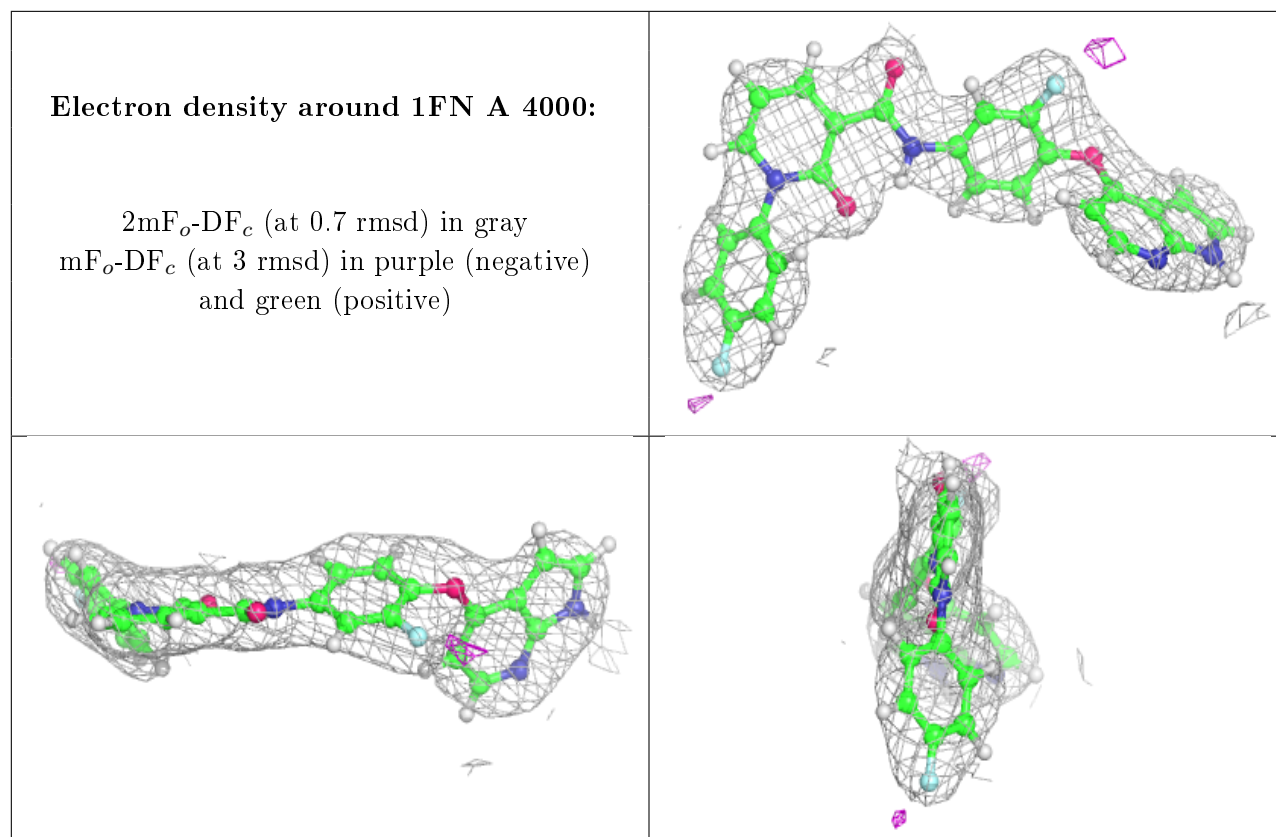 Electron density around 1FN A 4000:
2mFₒ-DF𝒸 (at 0.7 rmsd) in gray
mFₒ-DF𝒸 (at 3 rmsd) in purple (negative)
and green (positive)